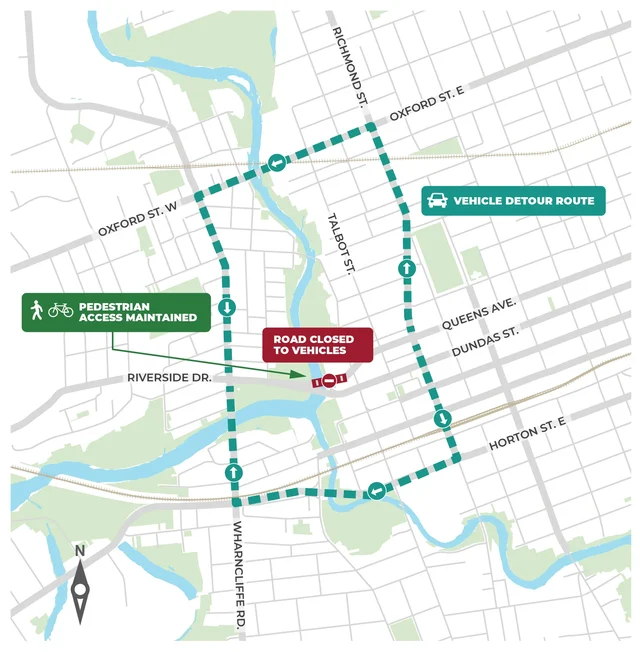 RICHMOND ST.
OXFORD ST. E
VEHICLE DETOUR ROUTE
OXFORD ST. W
TALBOT ST.
PEDESTRIAN
ACCESS MAINTAINED
QUEENS AVE.
ROAD CLOSED
TO VEHICLES
DUNDAS ST.
RIVERSIDE DR.
HORTON ST. E
WHARNCLIFFE RD.
N